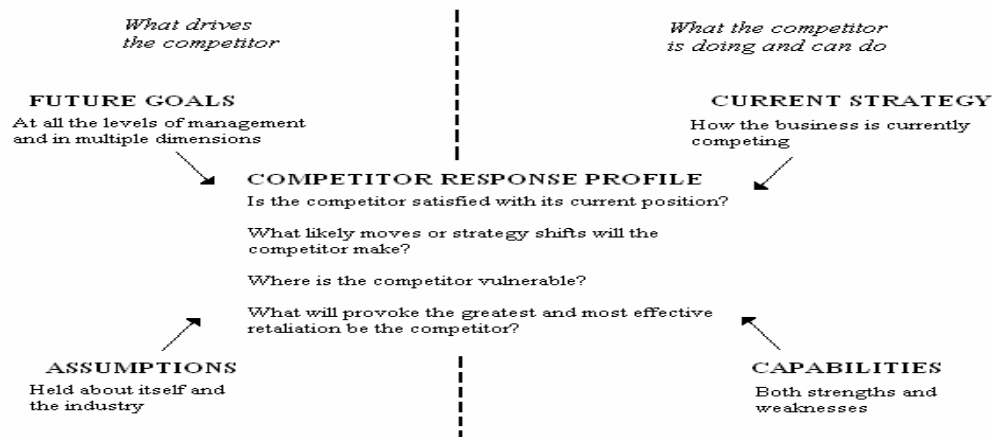 What drives
the competitor
What the competitor
is doing and can do
FUTURE GOALS
At all the levels of management
and in multiple dimensions
CURRENT STRATEGY
How the business is currently
competing
COMPETITOR RESPONSE PROFILE
Is the competitor satisfied with its current position?
What likely moves or strategy shifts will the
competitor make?
Where is the competitor vulnerable?
What will provoke the greatest and most effective
retaliation be the competitor?
ASSUMPTIONS
Held about itself and
the industry
CAPABILITIES
Both strengths and
weaknesses